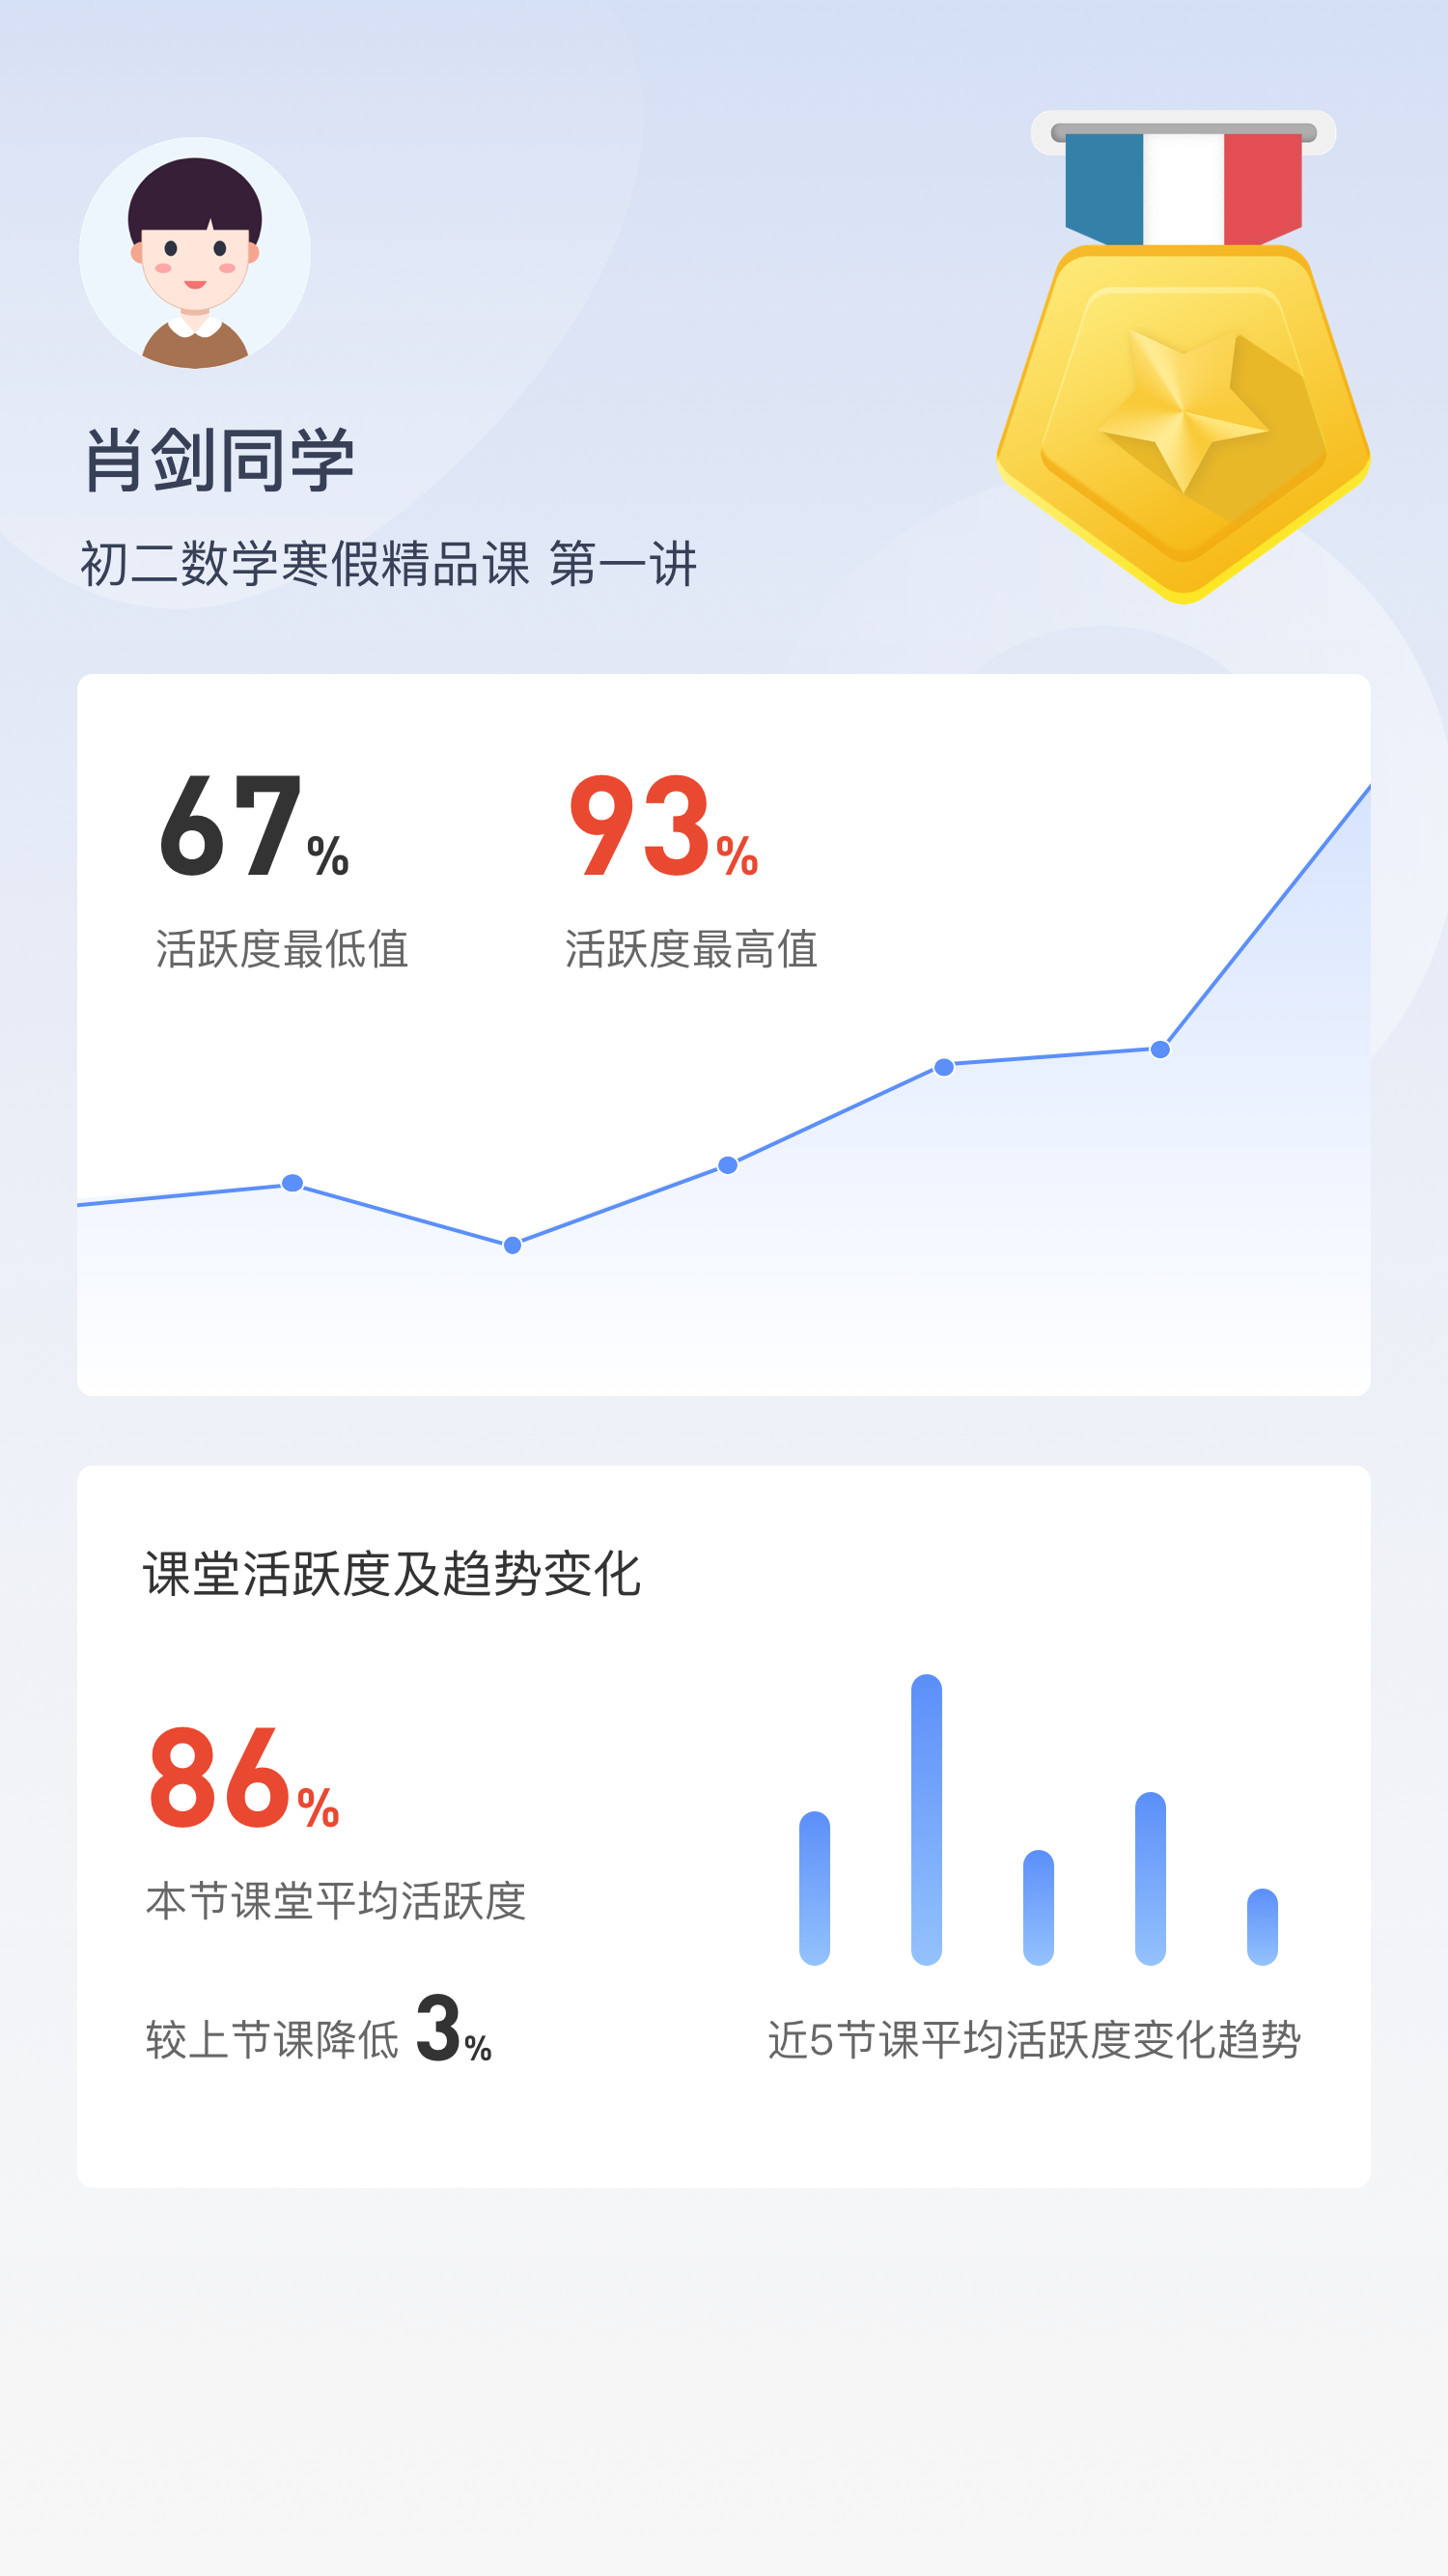 肖剑同学
初二数学寒假精品课 第一讲
67% 93%
活跃度最低值 活跃度最高值
课堂活跃度及趋势变化
86%
本节课堂平均活跃度
较上节课降低 3%
近5节课平均活跃度变化趋势